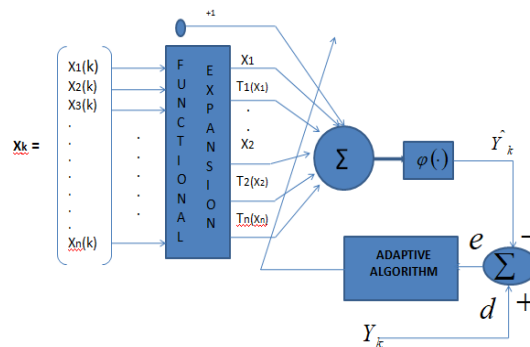 +1
X1(k)
X2(k)
X3(k)
Xk =
Xn(k)
FUNCTIONAL
EXPANSION
X1
T1(X1)
X2
T2(X2)
Tn(Xn)
Σ
φ(·)
Ŷk
ADAPTIVE
ALGORITHM
e
Σ
−
+
d
Yk